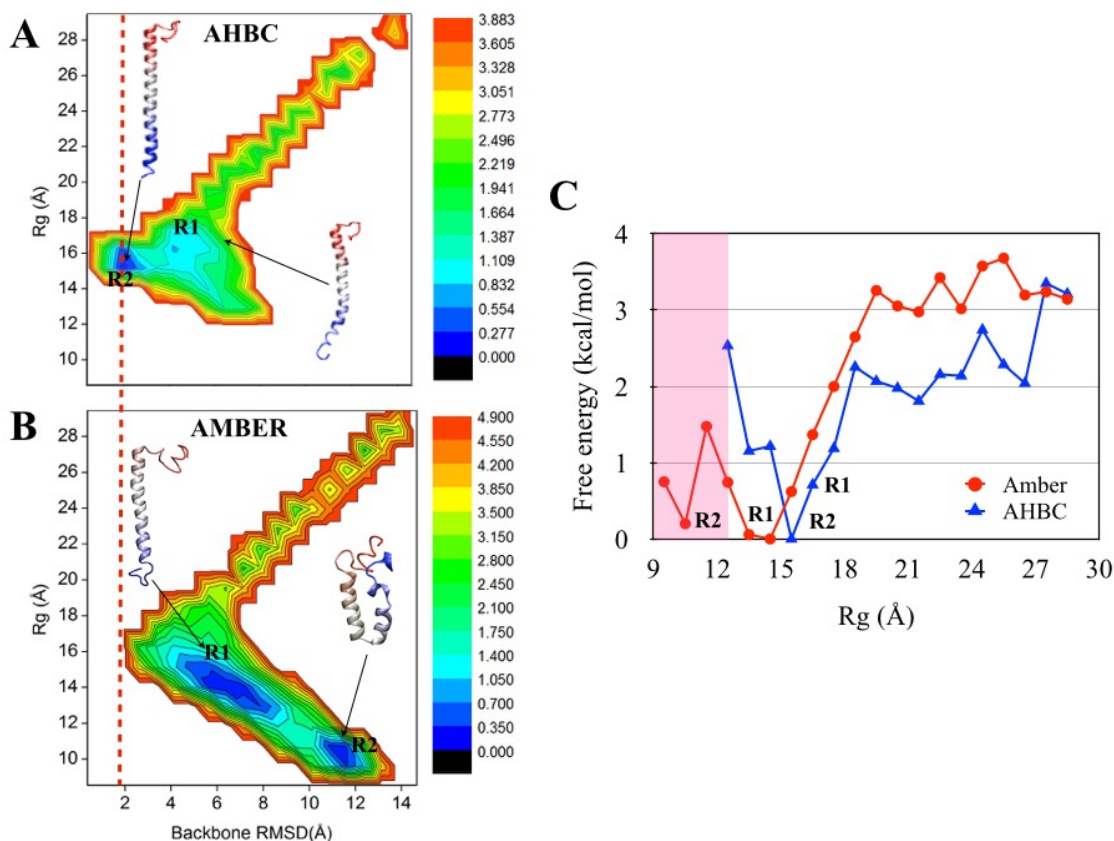 A
AHBC
Rg (Å)
28
26
24
22
20
18
16
14
12
10
R1
R2
3.883
3.605
3.328
3.051
2.773
2.496
2.219
1.941
1.664
1.387
1.109
0.832
0.554
0.277
0.000
B
AMBER
Rg (Å)
28
26
24
22
20
18
16
14
12
10
R1
R2
2 4 6 8 10 12 14
Backbone RMSD(Å)
4.900
4.550
4.200
3.850
3.500
3.150
2.800
2.450
2.100
1.750
1.400
1.050
0.700
0.350
0.000
C
Free energy (kcal/mol)
4
3
2
1
0
R2
R1
R1
R2
Amber
AHBC
9 12 15 18 21 24 27 30
Rg (Å)